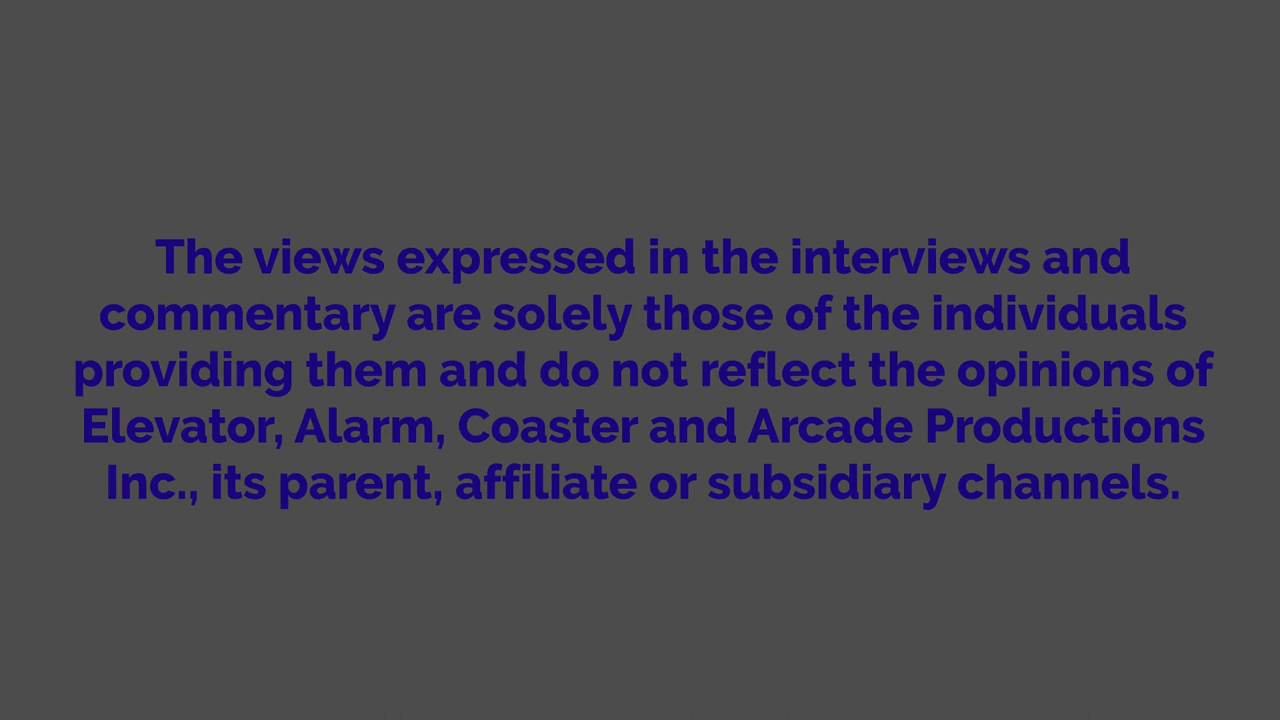 The views expressed in the interviews and
commentary are solely those of the individuals
providing them and do not reflect the opinions of
Elevator, Alarm, Coaster and Arcade Productions
Inc., its parent, affiliate or subsidiary channels.